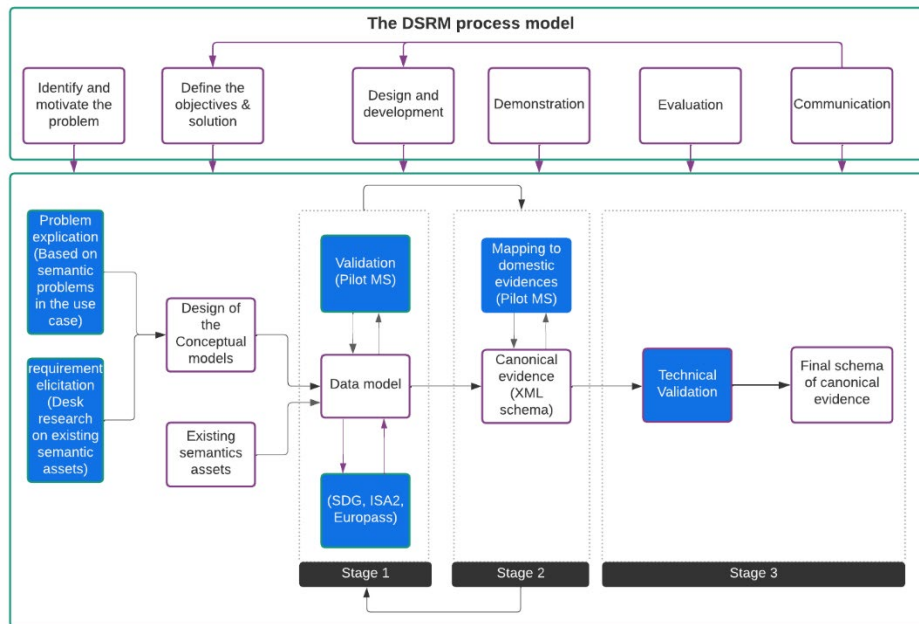 The DSRM process model
Identify and
motivate the
problem
Define the
objectives &
solution
Design and
development
Demonstration
Evaluation
Communication
Problem
explication
(Based on
semantic
problems
in the use
case)
requirement
elicitation
(Desk
research
on existing
semantic
assets)
Design of
the
Conceptual
models
Existing
semantics
assets
Validation
(Pilot MS)
Data model
(SDG, ISA2,
Europass)
Stage 1
Mapping to
domestic
evidences
(Pilot MS)
Canonical
evidence
(XML
schema)
Stage 2
Technical
Validation
Final schema
of canonical
evidence
Stage 3